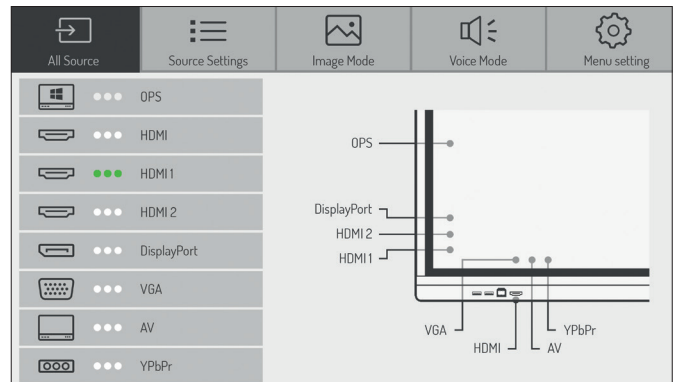 All Source
Source Settings
Image Mode
Voice Mode
Menu setting
OPS
HDMI
HDMI 1
HDMI 2
DisplayPort
VGA
AV
YPbPr
OPS
DisplayPort
HDMI 2
HDMI 1
VGA
HDMI
AV
YPbPr